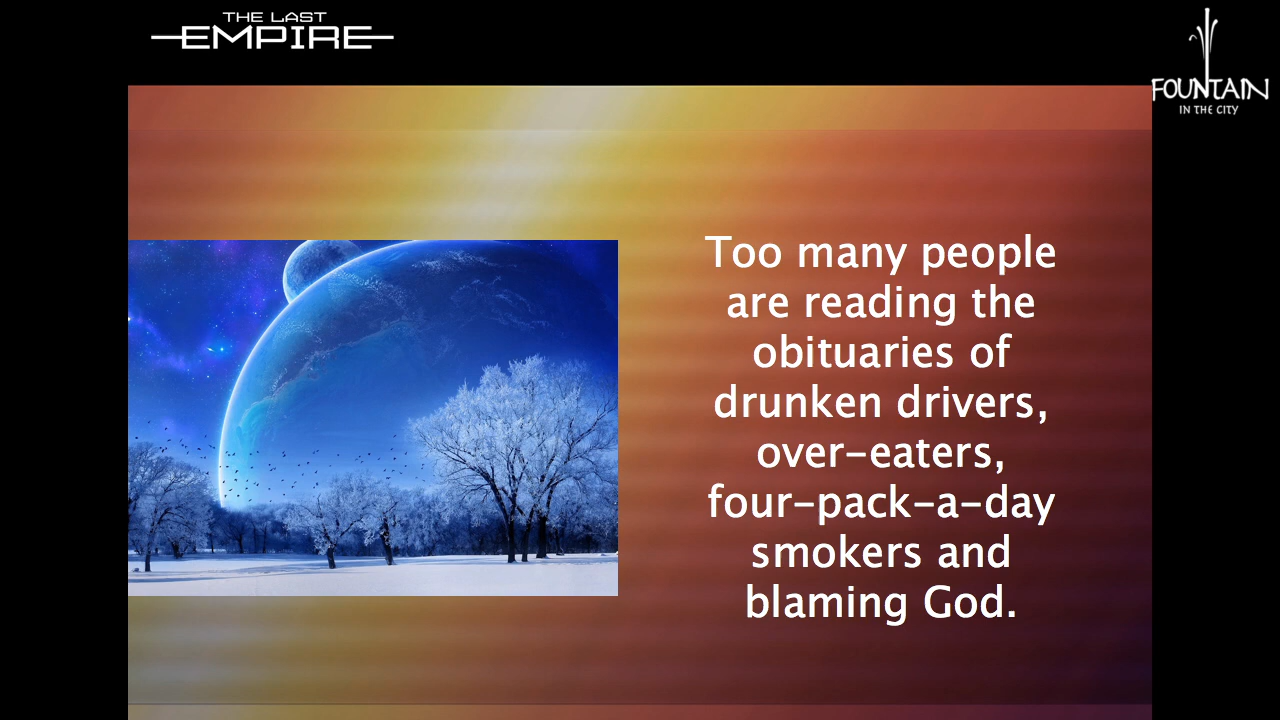 THE LAST
EMPIRE
FOUNTAIN
IN THE CITY
Too many people
are reading the
obituaries of
drunken drivers,
over-eaters,
four-pack-a-day
smokers and
blaming God.